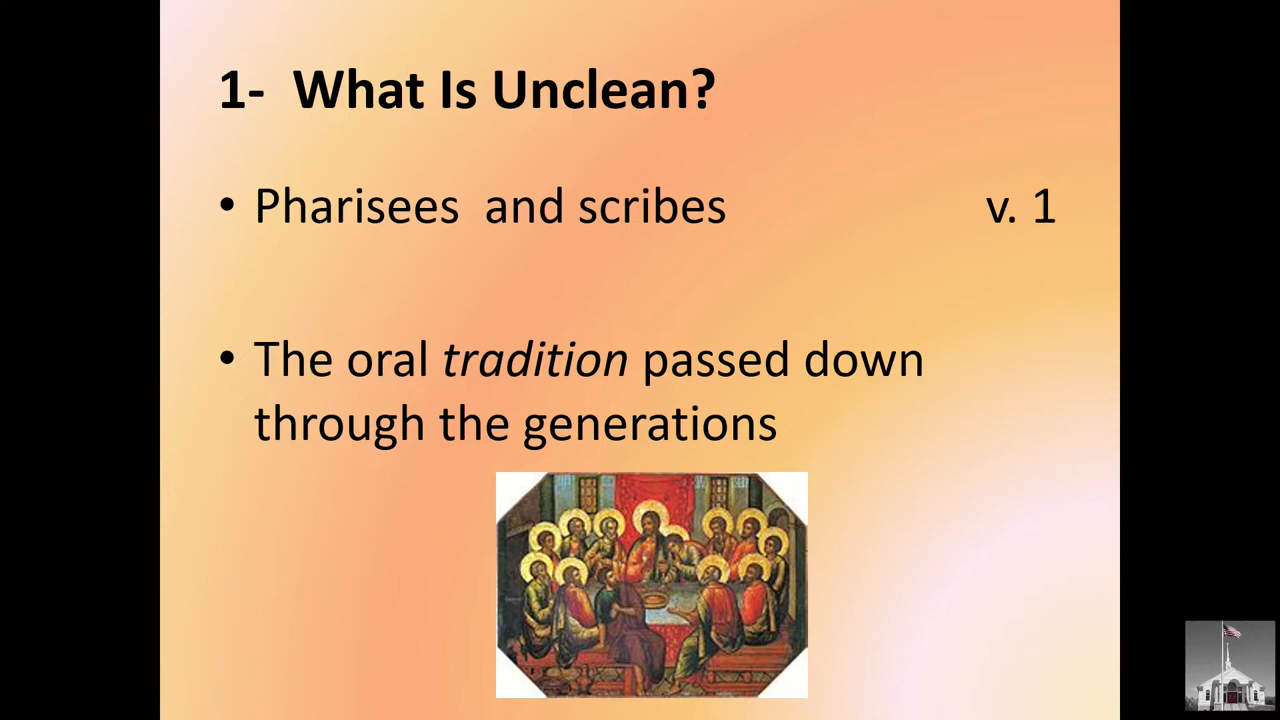 1- What Is Unclean?
• Pharisees and scribes v. 1
• The oral tradition passed down
through the generations